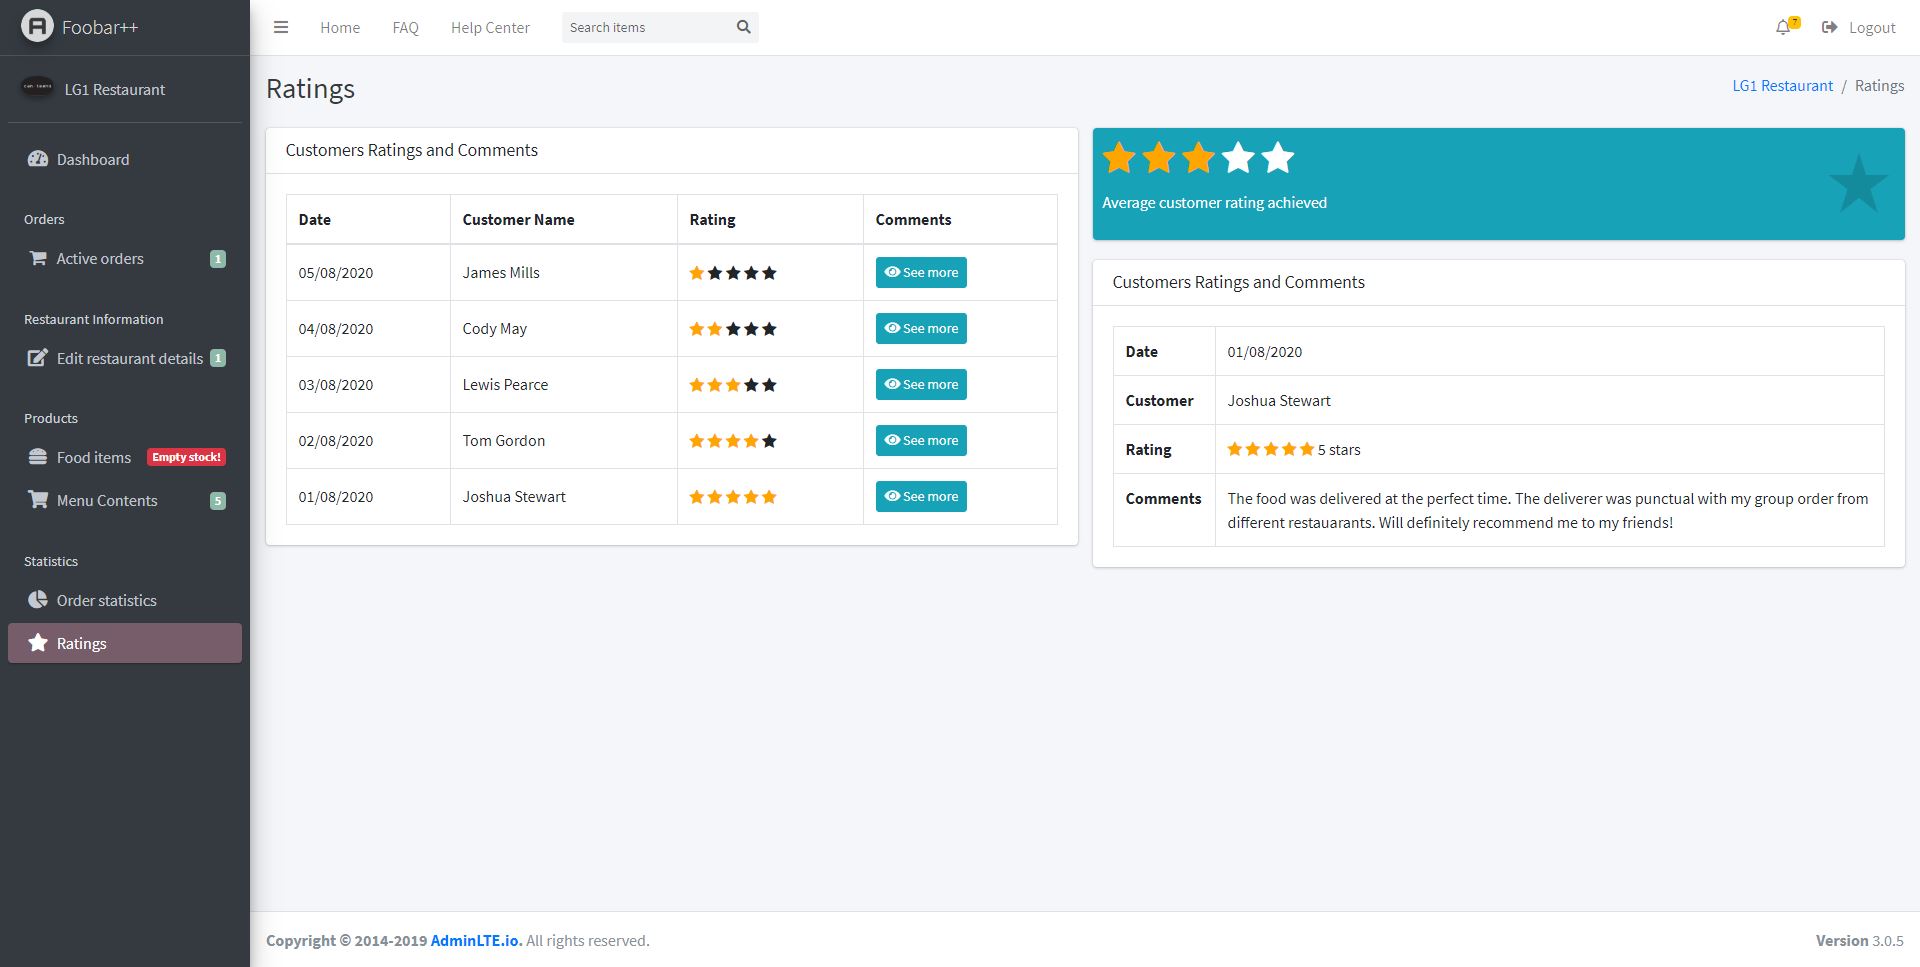 Foobar++
Home
FAQ
Help Center
Search items
7
Logout
LG1 Restaurant
Dashboard
Orders
Active orders 1
Restaurant Information
Edit restaurant details 1
Products
Food items Empty stock!
Menu Contents 5
Statistics
Order statistics
Ratings
Ratings
LG1 Restaurant / Ratings
Customers Ratings and Comments
Date Customer Name Rating Comments
05/08/2020 James Mills See more
04/08/2020 Cody May See more
03/08/2020 Lewis Pearce See more
02/08/2020 Tom Gordon See more
01/08/2020 Joshua Stewart See more
Average customer rating achieved
Customers Ratings and Comments
Date 01/08/2020
Customer Joshua Stewart
Rating 5 stars
Comments The food was delivered at the perfect time. The deliverer was punctual with my group order from
different restauarants. Will definitely recommend me to my friends!
Copyright © 2014-2019 AdminLTE.io. All rights reserved.
Version 3.0.5